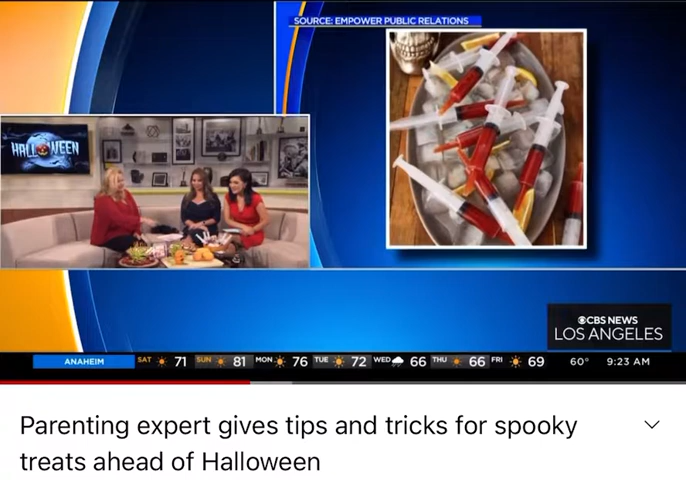 SOURCE: EMPOWER PUBLIC RELATIONS
HALLOWEEN
CBS NEWS
LOS ANGELES
ANAHEIM SAT 71 SUN 81 MON 76 TUE 72 WED 66 THU 66 FRI 69 60° 9:23 AM
Parenting expert gives tips and tricks for spooky
treats ahead of Halloween